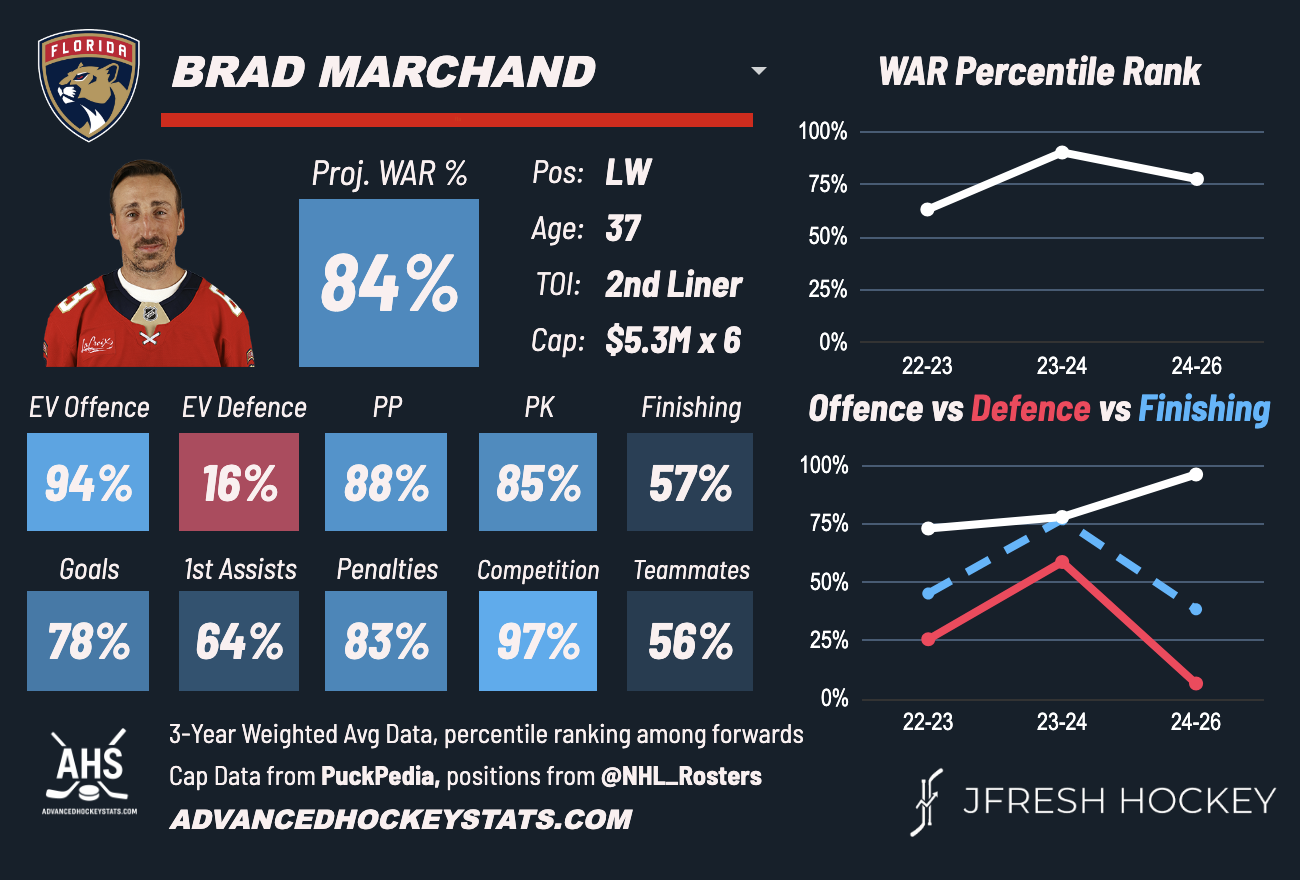 FLORIDA
BRAD MARCHAND
Proj. WAR %
84%
Pos: LW
Age: 37
TOI: 2nd Liner
Cap: $5.3M x 6
EV Offence EV Defence PP PK Finishing
94% 16% 88% 85% 57%
Goals 1st Assists Penalties Competition Teammates
78% 64% 83% 97% 56%
WAR Percentile Rank
100%
75%
50%
25%
0%
22-23 23-24 24-26
Offence vs Defence vs Finishing
100%
75%
50%
25%
0%
22-23 23-24 24-26
AHS
ADVANCEDHOCKEYSTATS.COM
3-Year Weighted Avg Data, percentile ranking among forwards
Cap Data from PuckPedia, positions from @NHL_Rosters
ADVANCEDHOCKEYSTATS.COM
JFRESH HOCKEY